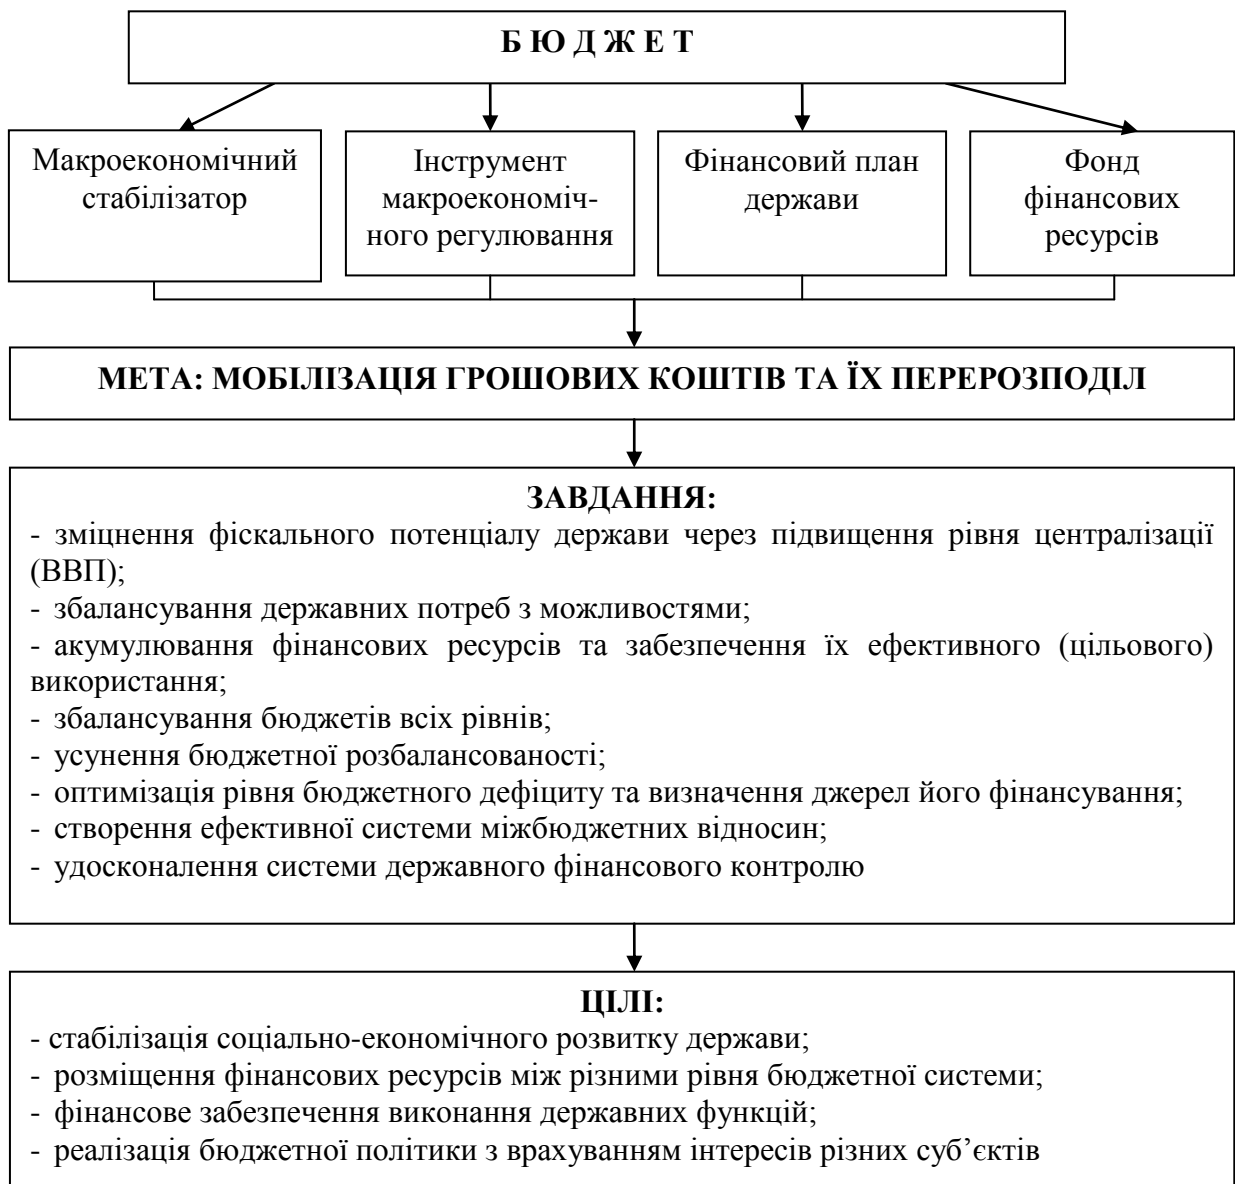 Б Ю Д Ж Е Т
Макроекономічний
стабілізатор
Інструмент
макроекономіч-
ного регулювання
Фінансовий план
держави
Фонд
фінансових
ресурсів
МЕТА: МОБІЛІЗАЦІЯ ГРОШОВИХ КОШТІВ ТА ЇХ ПЕРЕРОЗПОДІЛ
ЗАВДАННЯ:
- зміцнення фіскального потенціалу держави через підвищення рівня централізації
(ВВП);
- збалансування державних потреб з можливостями;
- акумулювання фінансових ресурсів та забезпечення їх ефективного (цільового)
використання;
- збалансування бюджетів всіх рівнів;
- усунення бюджетної розбалансованості;
- оптимізація рівня бюджетного дефіциту та визначення джерел його фінансування;
- створення ефективної системи міжбюджетних відносин;
- удосконалення системи державного фінансового контролю
ЦІЛІ:
- стабілізація соціально-економічного розвитку держави;
- розміщення фінансових ресурсів між різними рівня бюджетної системи;
- фінансове забезпечення виконання державних функцій;
- реалізація бюджетної політики з врахуванням інтересів різних суб’єктів